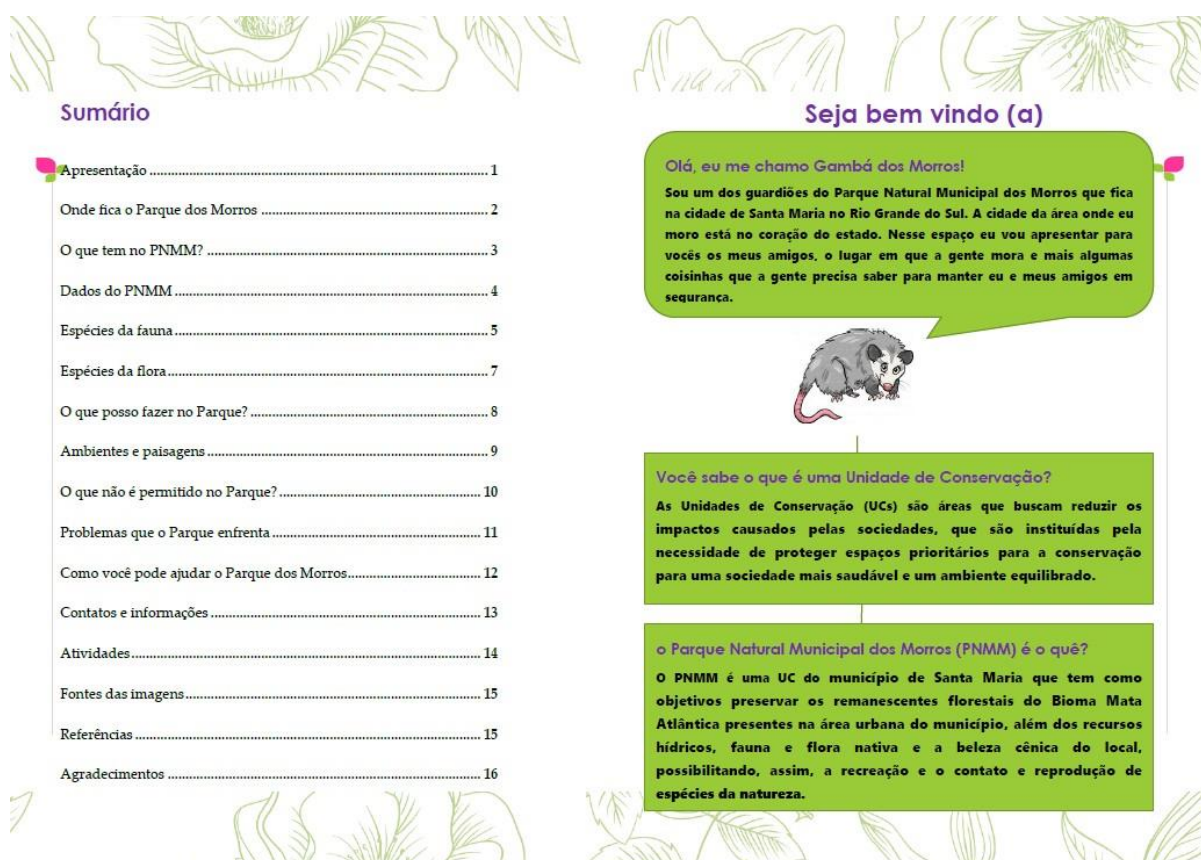 Sumário
Apresentação ........ 1
Onde fica o Parque dos Morros ........ 2
O que tem no PNMM? ........ 3
Dados do PNMM ........ 4
Espécies da fauna ........ 5
Espécies da flora ........ 7
O que posso fazer no Parque? ........ 8
Ambientes e paisagens ........ 9
O que não é permitido no Parque? ........ 10
Problemas que o Parque enfrenta ........ 11
Como você pode ajudar o Parque dos Morros ........ 12
Contatos e informações ........ 13
Atividades ........ 14
Fontes das imagens ........ 15
Referências ........ 15
Agradecimentos ........ 16
Seja bem vindo (a)
Olá, eu me chamo Gambá dos Morros!
Sou um dos guardiões do Parque Natural Municipal dos Morros que fica
na cidade de Santa Maria no Rio Grande do Sul. A cidade da área onde eu
moro está no coração do estado. Nesse espaço eu vou apresentar para
vocês os meus amigos, o lugar em que a gente mora e mais algumas
coisinhas que a gente precisa saber para manter eu e meus amigos em
segurança.
Você sabe o que é uma Unidade de Conservação?
As Unidades de Conservação (UCs) são áreas que buscam reduzir os
impactos causados pelas sociedades, que são instituídas pela
necessidade de proteger espaços prioritários para a conservação
para uma sociedade mais saudável e um ambiente equilibrado.
o Parque Natural Municipal dos Morros (PNMM) é o quê?
O PNMM é uma UC do município de Santa Maria que tem como
objetivos preservar os remanescentes florestais do Bioma Mata
Atlântica presentes na área urbana do município, além dos recursos
hídricos, fauna e flora nativa e a beleza cênica do local,
possibilitando, assim, a recreação e o contato e reprodução de
espécies da natureza.